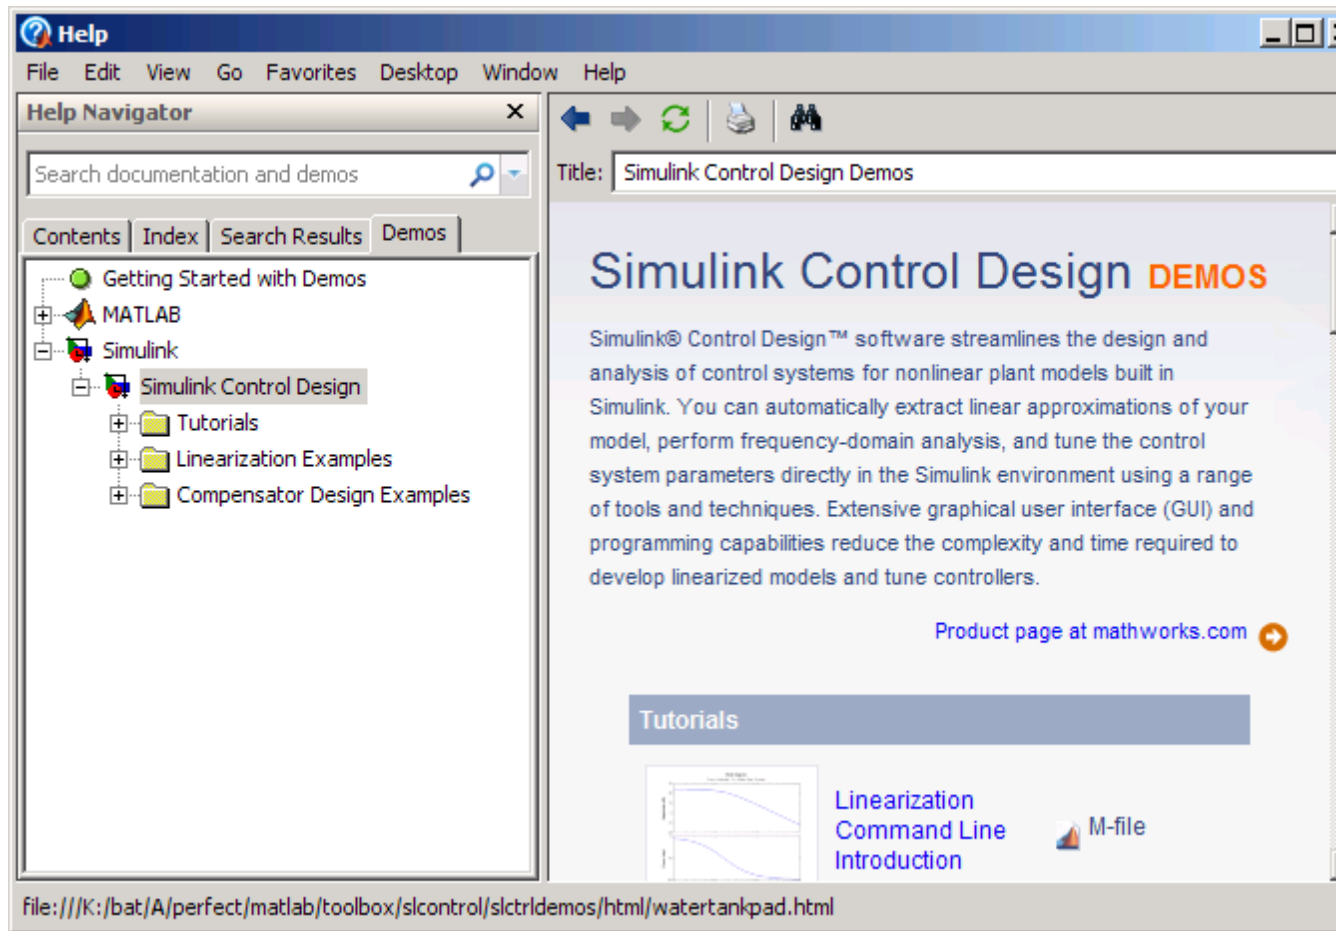 Help
File Edit View Go Favorites Desktop Window Help
Help Navigator
Search documentation and demos
Contents Index Search Results Demos
Getting Started with Demos
MATLAB
Simulink
Simulink Control Design
Tutorials
Linearization Examples
Compensator Design Examples
Title: Simulink Control Design Demos
Simulink Control Design DEMOS
Simulink® Control Design™ software streamlines the design and
analysis of control systems for nonlinear plant models built in
Simulink. You can automatically extract linear approximations of your
model, perform frequency-domain analysis, and tune the control
system parameters directly in the Simulink environment using a range
of tools and techniques. Extensive graphical user interface (GUI) and
programming capabilities reduce the complexity and time required to
develop linearized models and tune controllers.
Product page at mathworks.com
Tutorials
Linearization
Command Line
Introduction
M-file
file:///K:/bat/A/perfect/matlab/toolbox/slcontrol/slctrldemos/html/watertankpad.html